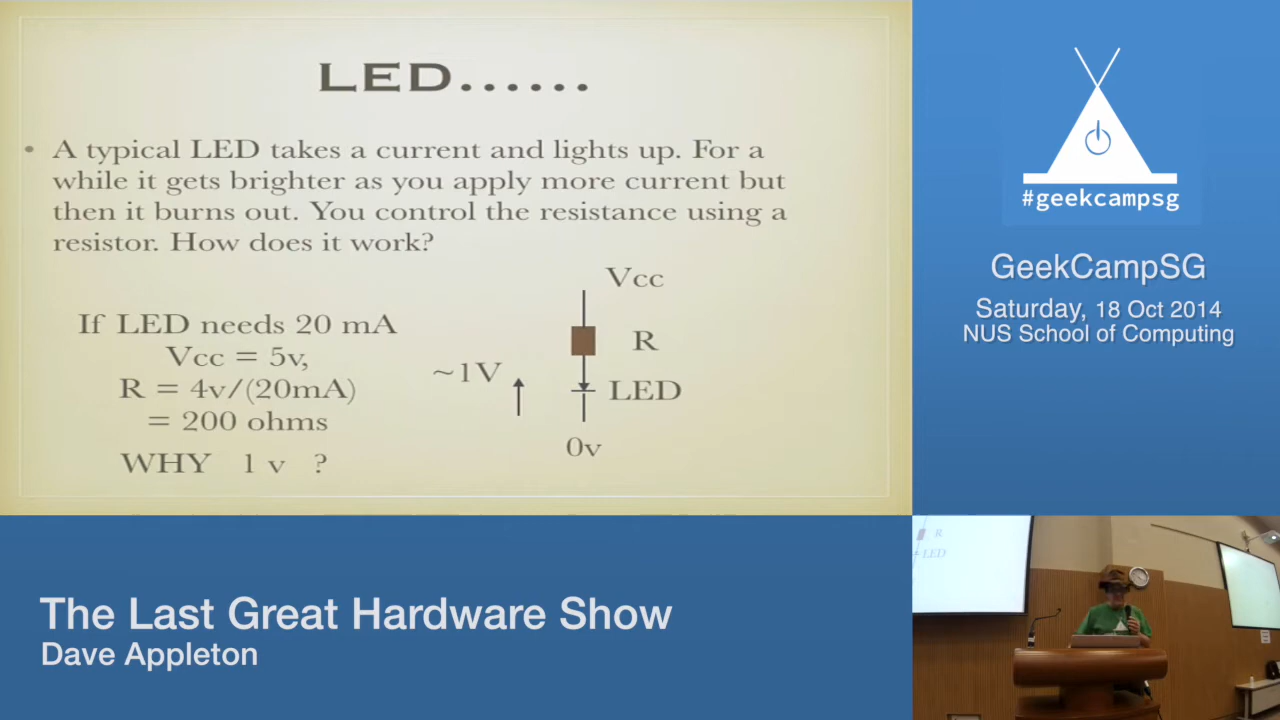 LED......
• A typical LED takes a current and lights up. For a
while it gets brighter as you apply more current but
then it burns out. You control the resistance using a
resistor. How does it work?
If LED needs 20 mA
Vcc = 5v,
R = 4v/(20mA)
= 200 ohms
WHY 1 v ?
Vcc
R
~1V
LED
0v
#geekcampsg
GeekCampSG
Saturday, 18 Oct 2014
NUS School of Computing
R
LED
The Last Great Hardware Show
Dave Appleton